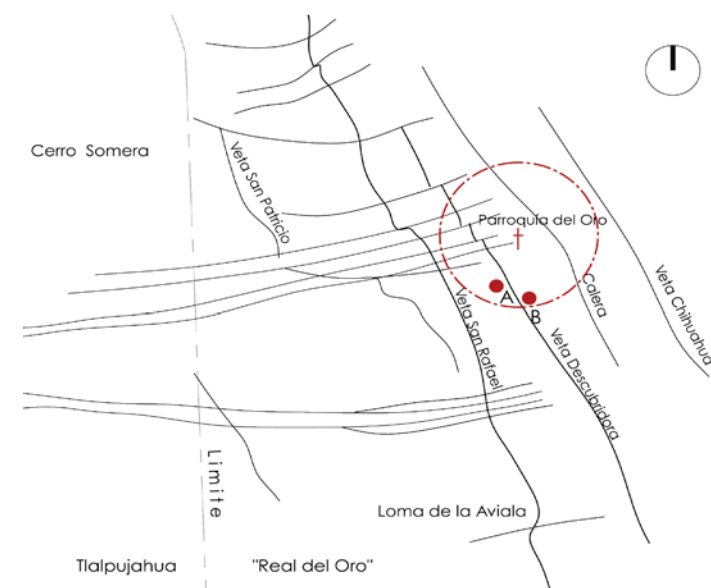 Cerro Somera
Veta San Patricio
Parroquia del Oro
A
B
Calera
Veta Chihuahua
Veta San Rafael
Veta Descubridora
Limite
Loma de la Aviala
Tlalpujahua
"Real del Oro"